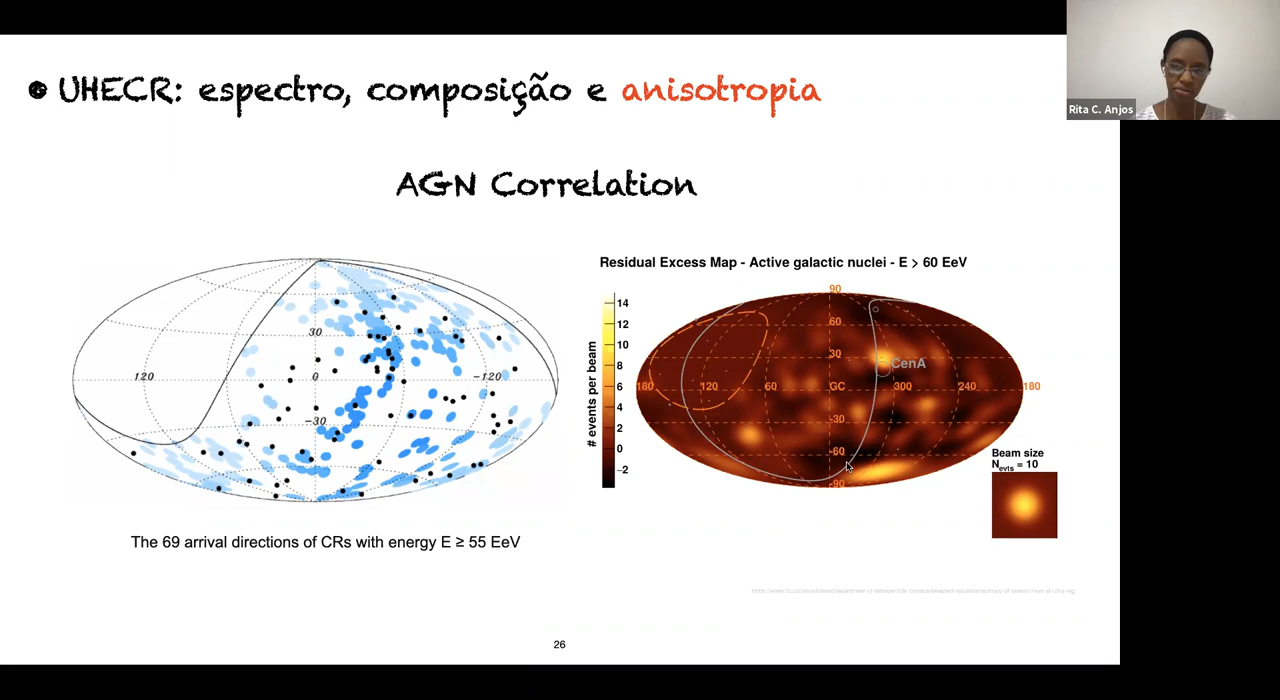 Rita C. Anjos
UHECR: espectro, composição e anisotropia
AGN Correlation
30
120
0
-120
-30
The 69 arrival directions of CRs with energy E ≥ 55 EeV
Residual Excess Map - Active galactic nuclei - E > 60 EeV
# events per beam
14
12
10
8
6
4
2
0
-2
90
60
30
CenA
180 120 60 GC 300 240 180
-30
-60
-90
Beam size
Nevts = 10
26